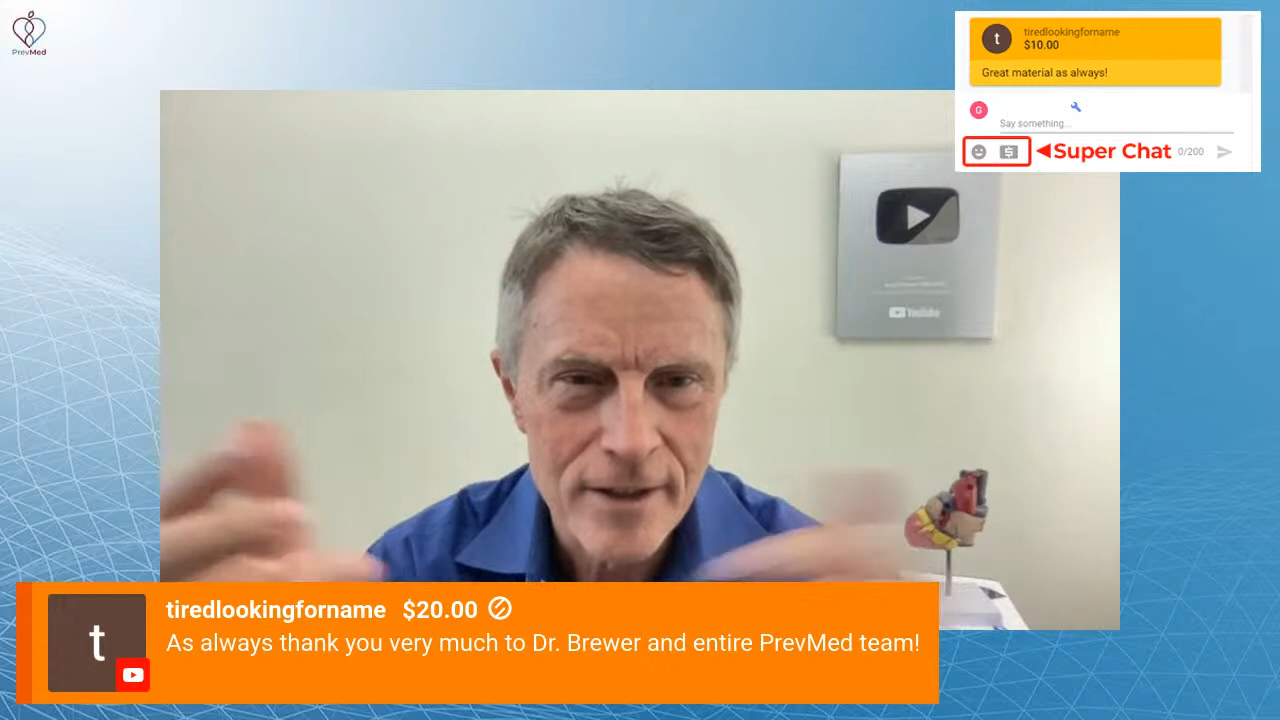 PrevMed
t
tiredlookingforname
$10.00
Great material as always!
G
Say something...
Super Chat
0/200
YouTube
t
tiredlookingforname $20.00
As always thank you very much to Dr. Brewer and entire PrevMed team!